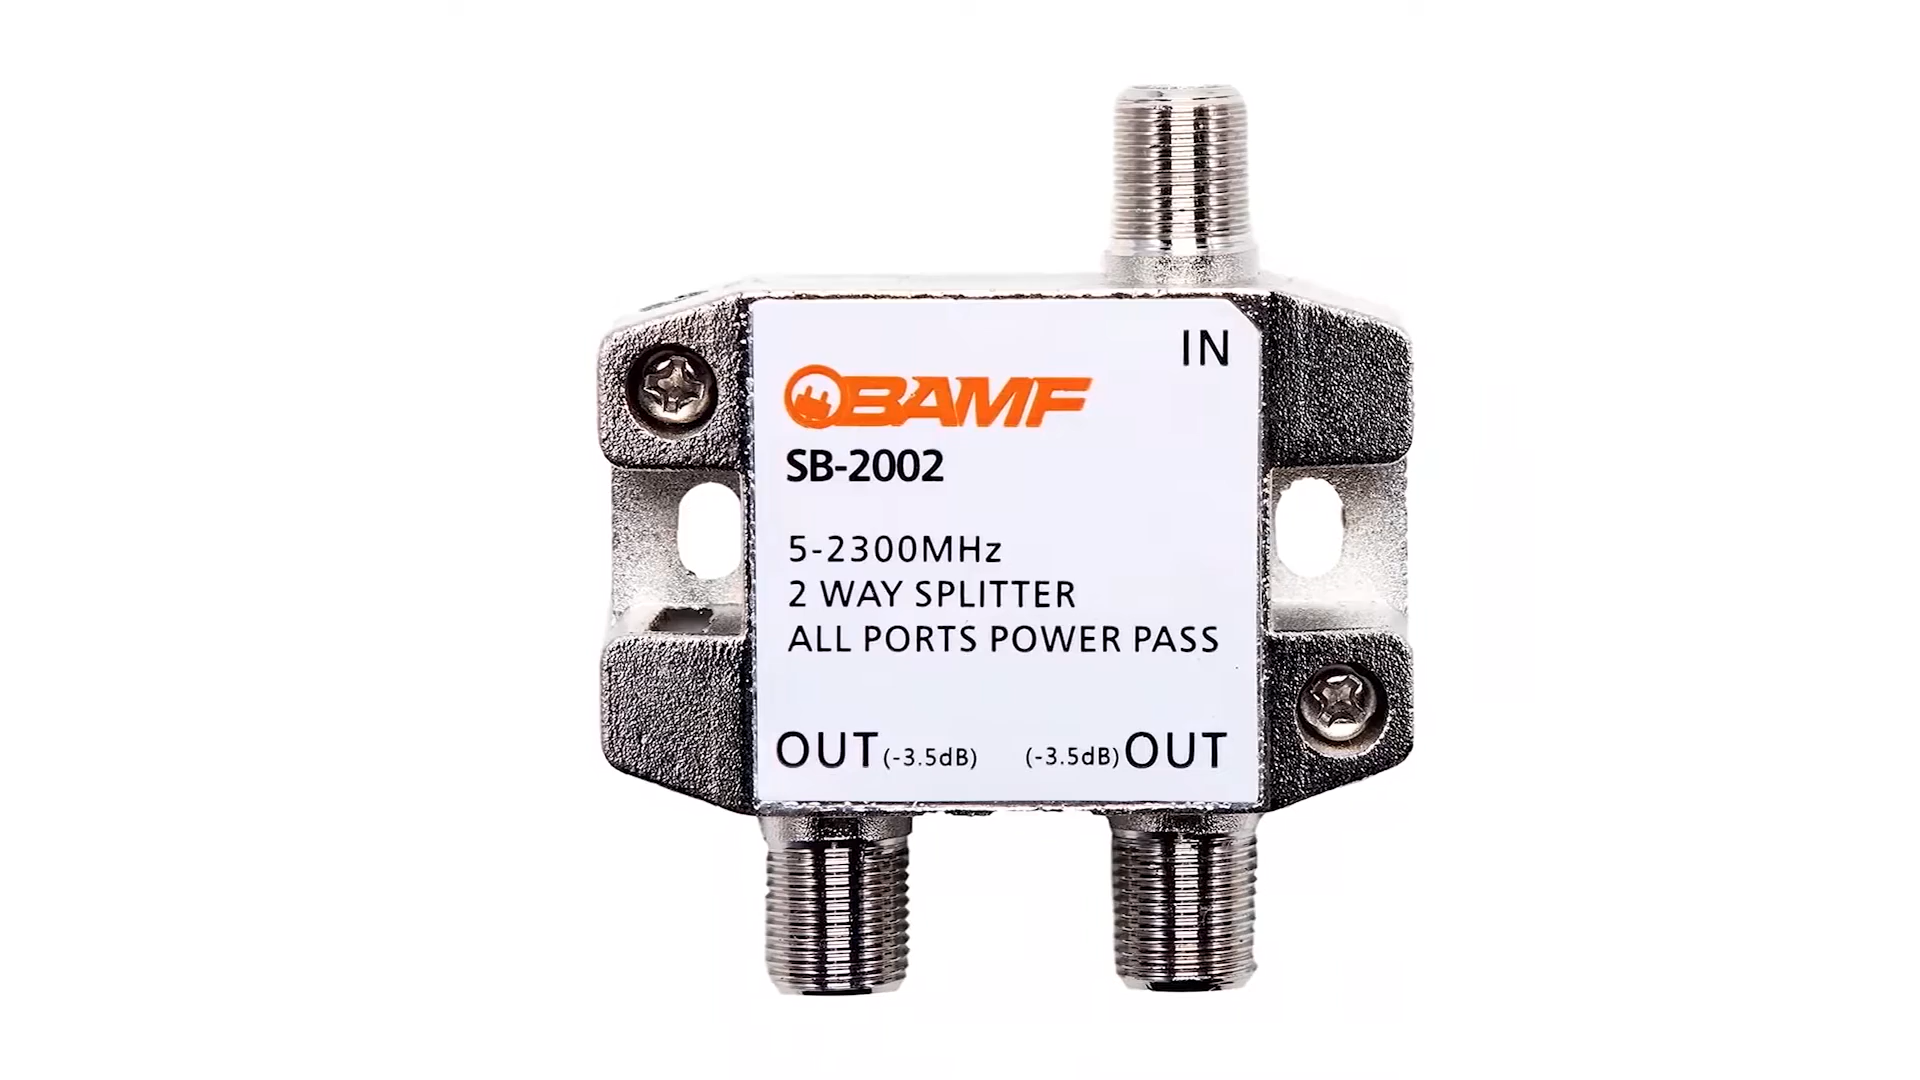 IN
BAMF
SB-2002
5-2300MHz
2 WAY SPLITTER
ALL PORTS POWER PASS
OUT(-3.5dB) (-3.5dB)OUT